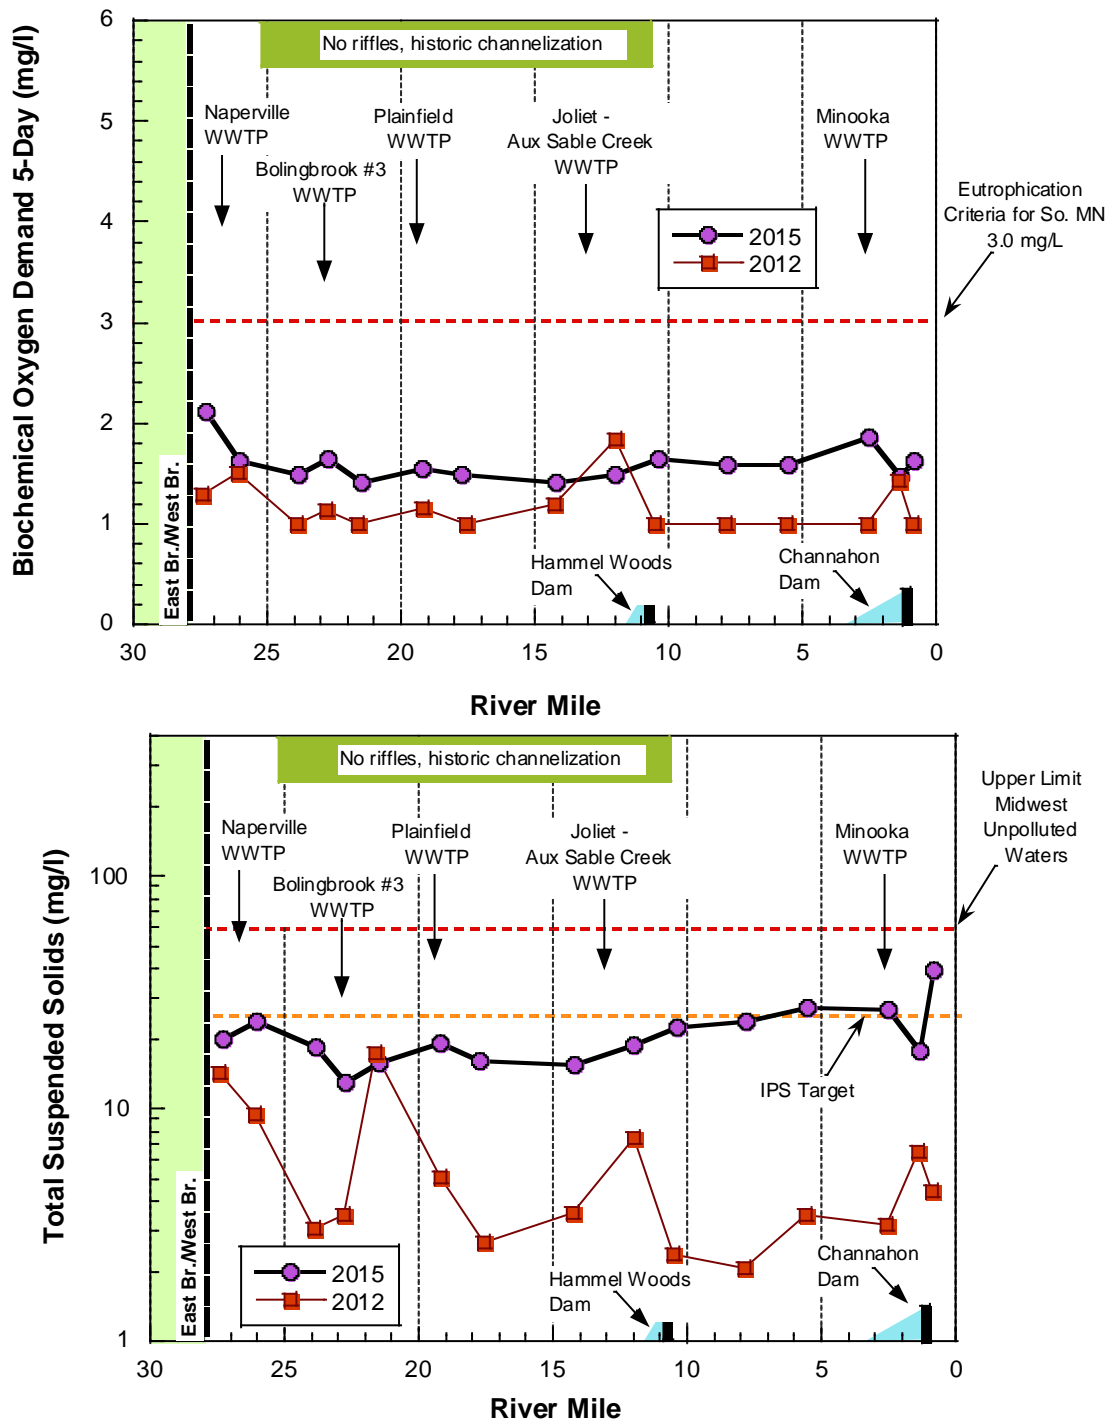 Biochemical Oxygen Demand 5-Day (mg/l)
6
5
4
3
2
1
0
No riffles, historic channelization
Naperville
WWTP
Bolingbrook #3
WWTP
Plainfield
WWTP
Joliet -
Aux Sable Creek
WWTP
Minooka
WWTP
Eutrophication
Criteria for So. MN
3.0 mg/L
2015
2012
East Br./West Br.
Hammel Woods
Dam
Channahon
Dam
30
25
20
15
10
5
0
River Mile
Total Suspended Solids (mg/l)
100
10
1
No riffles, historic channelization
Naperville
WWTP
Bolingbrook #3
WWTP
Plainfield
WWTP
Joliet -
Aux Sable Creek
WWTP
Minooka
WWTP
Upper Limit
Midwest
Unpolluted
Waters
IPS Target
East Br./West Br.
2015
2012
Hammel Woods
Dam
Channahon
Dam
30
25
20
15
10
5
0
River Mile